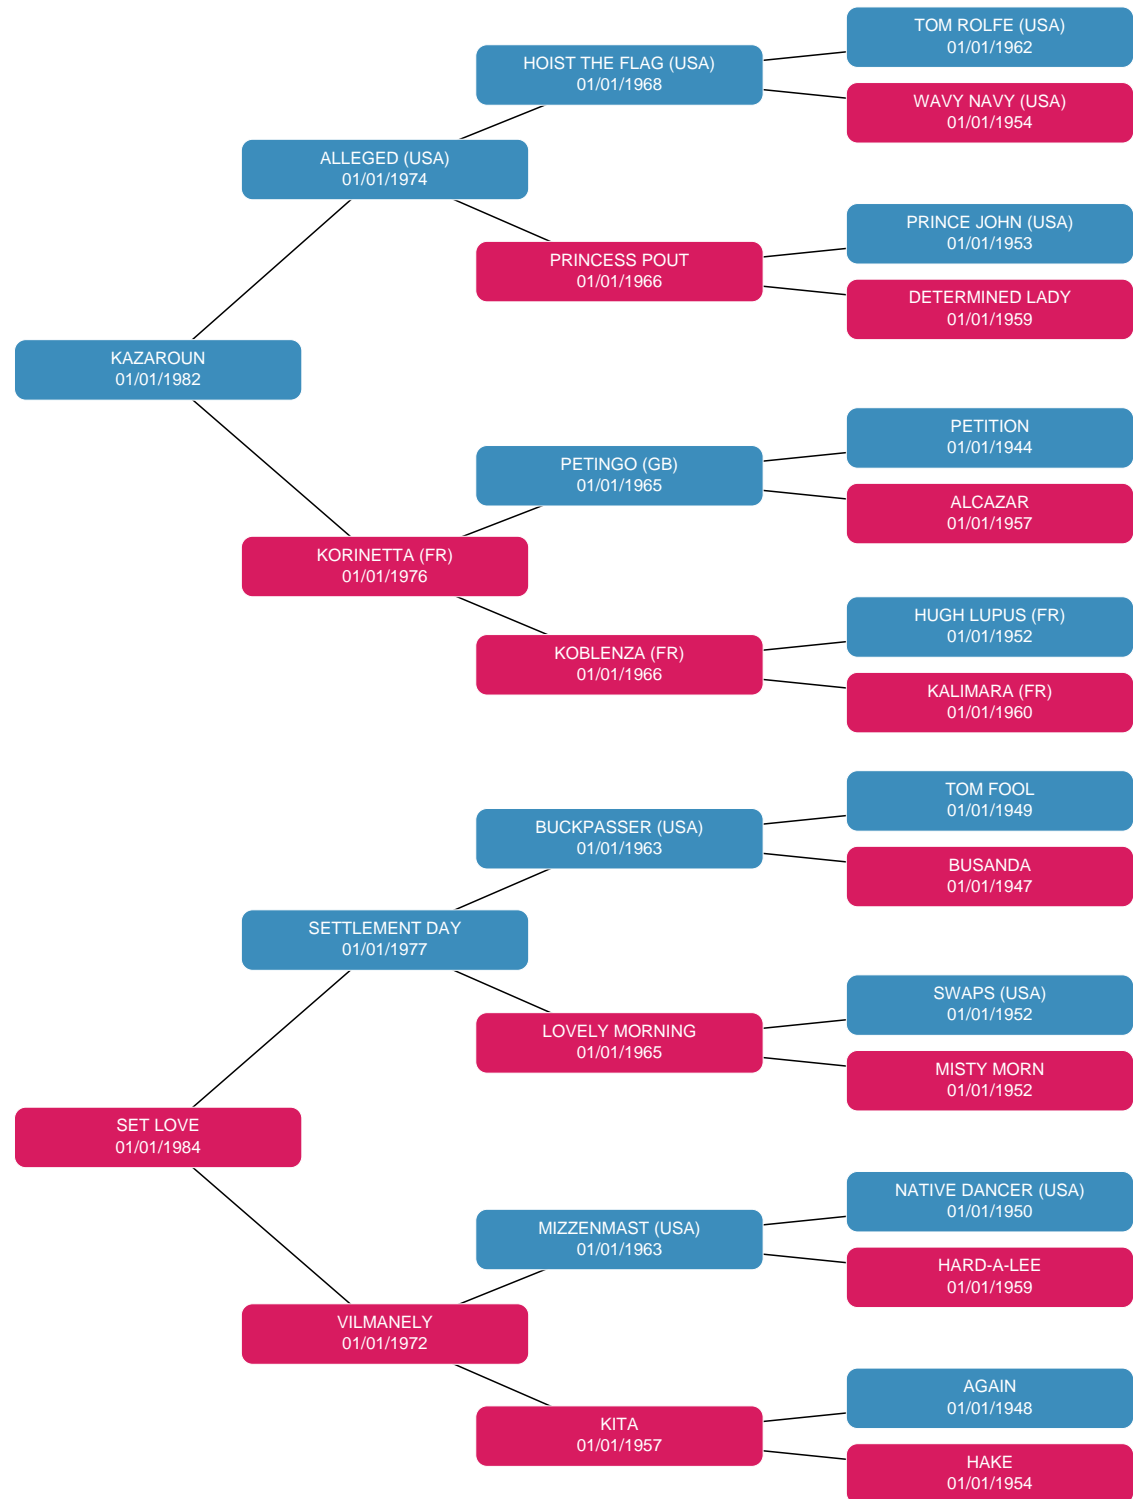 TOM ROLFE (USA)
01/01/1962
HOIST THE FLAG (USA)
01/01/1968
WAVY NAVY (USA)
01/01/1954
ALLEGED (USA)
01/01/1974
PRINCE JOHN (USA)
01/01/1953
PRINCESS POUT
01/01/1966
DETERMINED LADY
01/01/1959
KAZAROUN
01/01/1982
PETITION
01/01/1944
PETINGO (GB)
01/01/1965
ALCAZAR
01/01/1957
KORINETTA (FR)
01/01/1976
HUGH LUPUS (FR)
01/01/1952
KOBLENZA (FR)
01/01/1966
KALIMARA (FR)
01/01/1960
TOM FOOL
01/01/1949
BUCKPASSER (USA)
01/01/1963
BUSANDA
01/01/1947
SETTLEMENT DAY
01/01/1977
SWAPS (USA)
01/01/1952
LOVELY MORNING
01/01/1965
MISTY MORN
01/01/1952
SET LOVE
01/01/1984
NATIVE DANCER (USA)
01/01/1950
MIZZENMAST (USA)
01/01/1963
HARD-A-LEE
01/01/1959
VILMANELY
01/01/1972
AGAIN
01/01/1948
KITA
01/01/1957
HAKE
01/01/1954